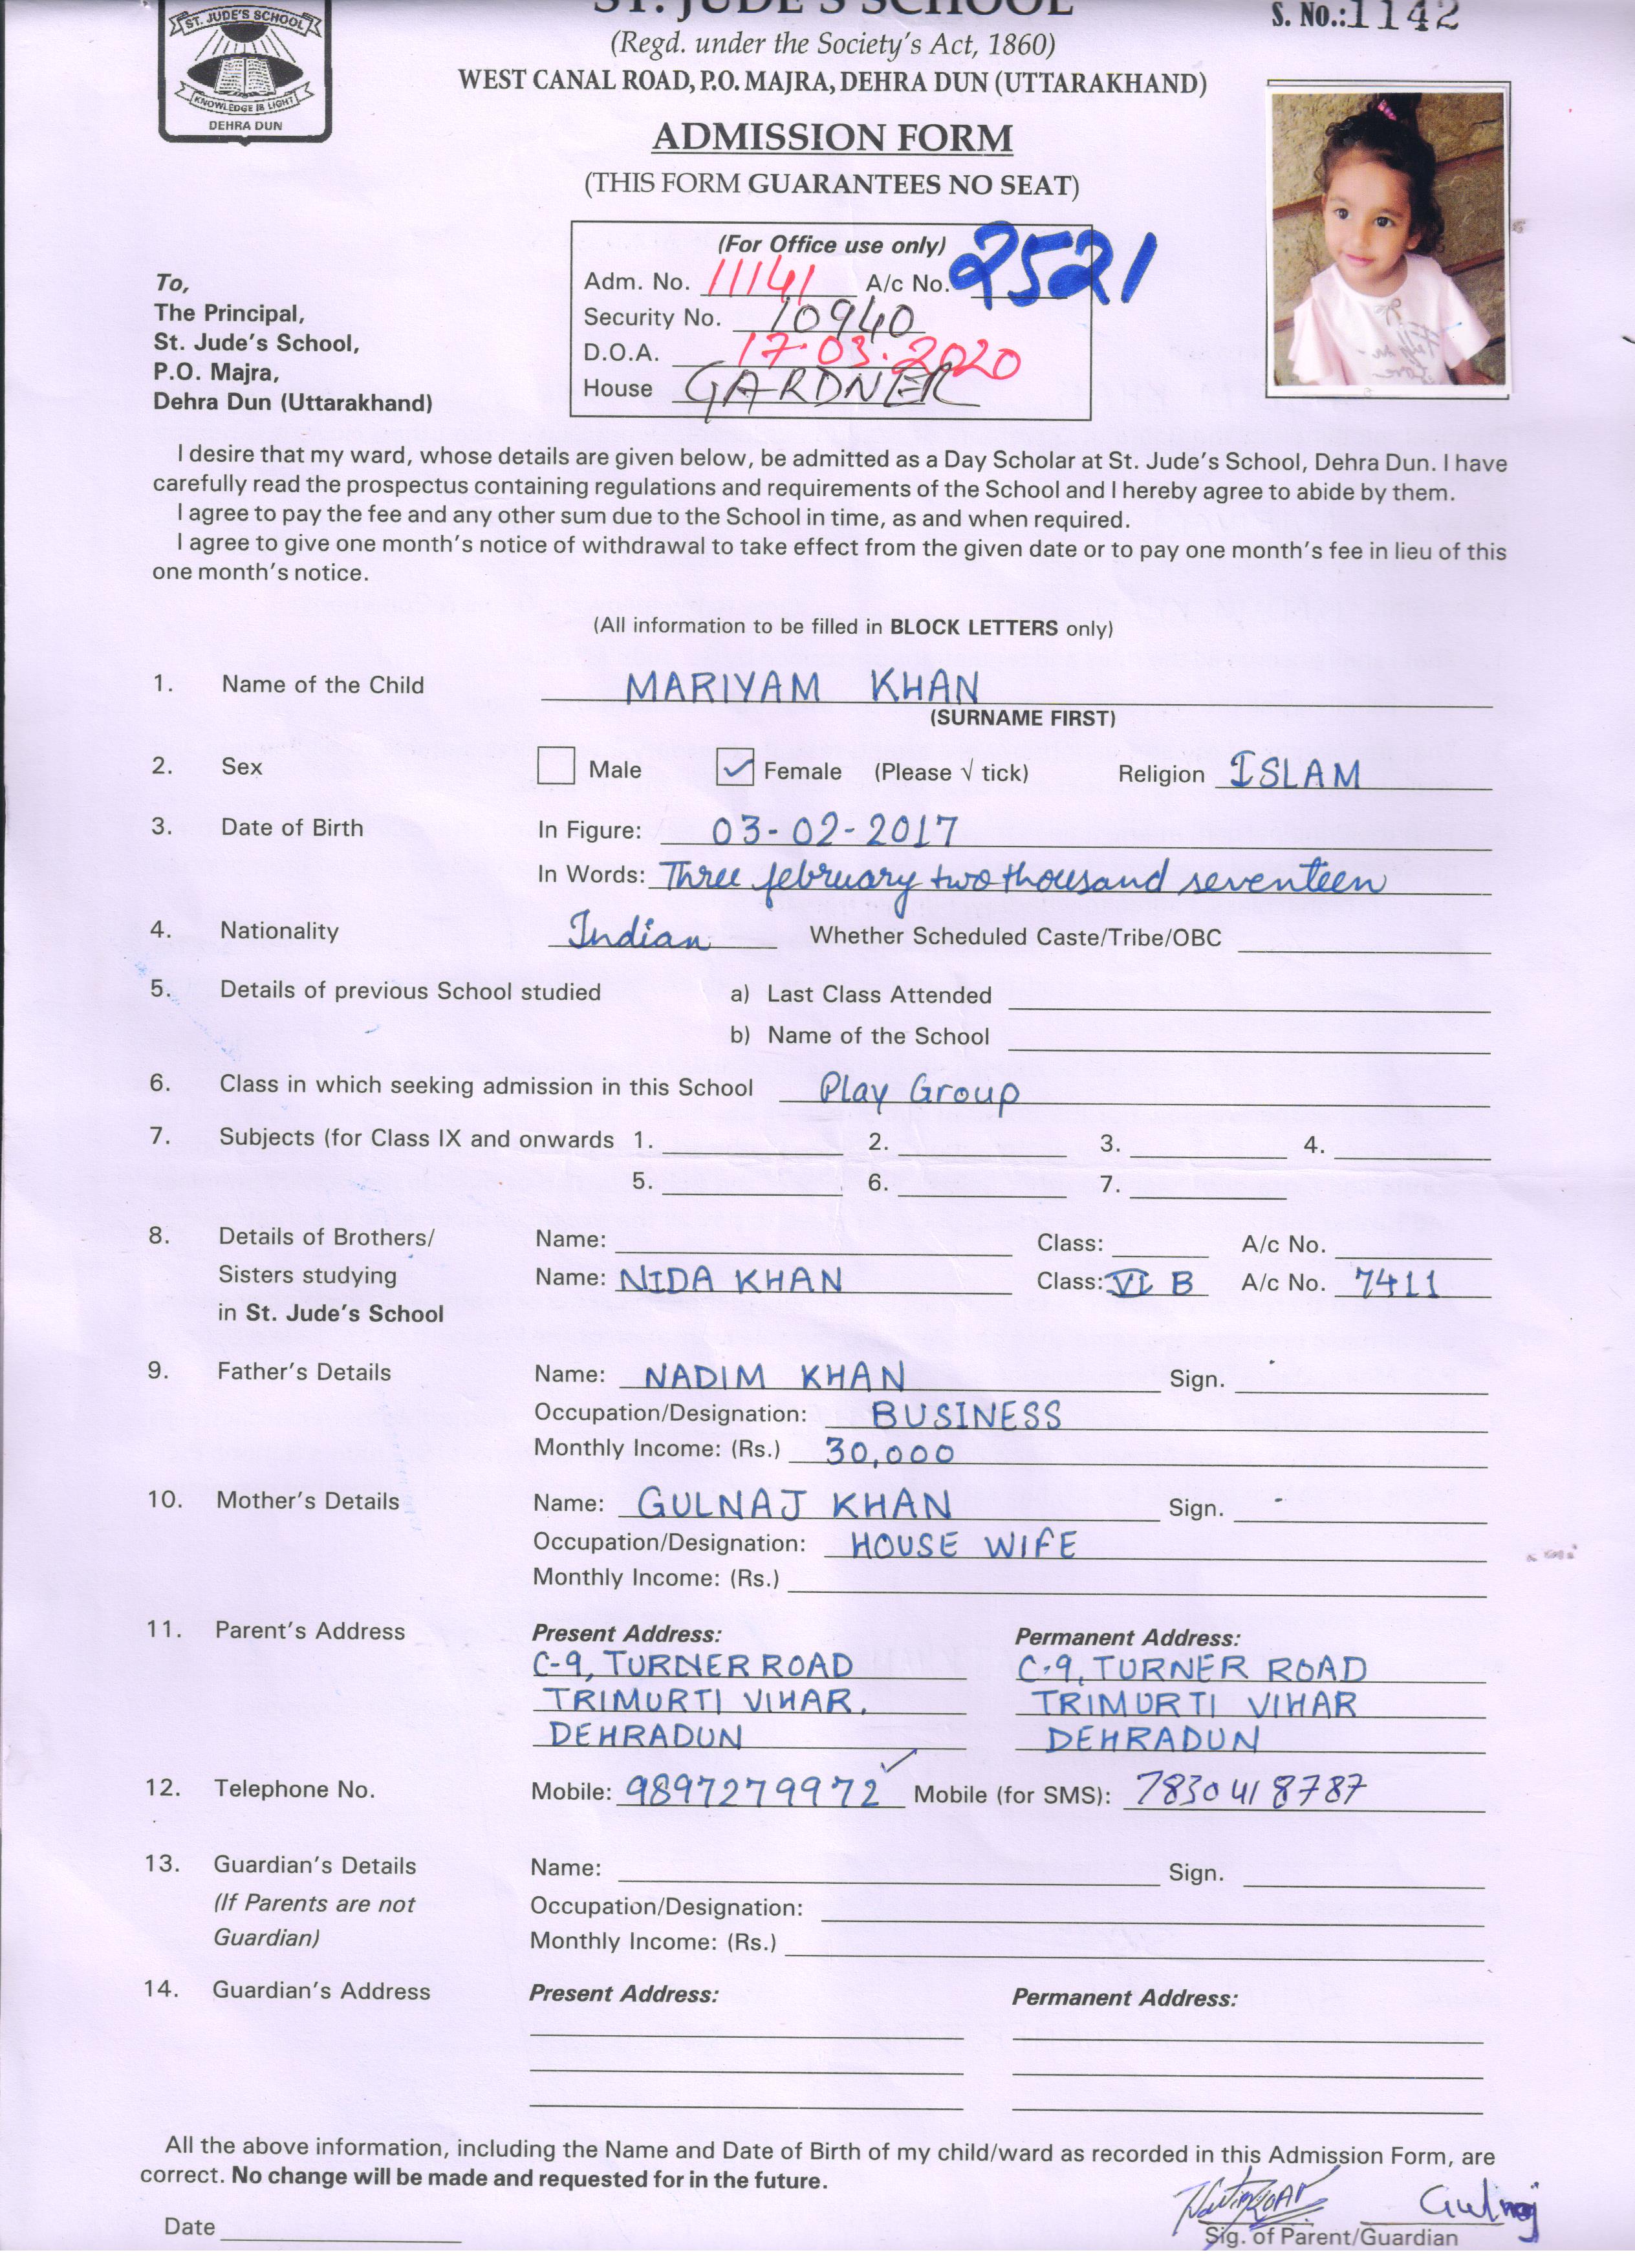 ST. JUDE'S SCHOOL
KNOWLEDGE IS LIGHT
DEHRA DUN
ST. JUDE'S SCHOOL
S. No.:1142
(Regd. under the Society's Act, 1860)
WEST CANAL ROAD, P.O. MAJRA, DEHRA DUN (UTTARAKHAND)
ADMISSION FORM
(THIS FORM GUARANTEES NO SEAT)
(For Office use only)
Adm. No. 11141 A/c No. 2521
Security No. 10940
D.O.A. 17.03.2020
House GARDNER
To,
The Principal,
St. Jude's School,
P.O. Majra,
Dehra Dun (Uttarakhand)
I desire that my ward, whose details are given below, be admitted as a Day Scholar at St. Jude's School, Dehra Dun. I have
carefully read the prospectus containing regulations and requirements of the School and I hereby agree to abide by them.
I agree to pay the fee and any other sum due to the School in time, as and when required.
I agree to give one month's notice of withdrawal to take effect from the given date or to pay one month's fee in lieu of this
one month's notice.
(All information to be filled in BLOCK LETTERS only)
1. Name of the Child MARIYAM KHAN
(SURNAME FIRST)
2. Sex Male ✓ Female (Please √ tick) Religion ISLAM
3. Date of Birth In Figure: 03-02-2017
In Words: Three february two thousand seventeen
4. Nationality Indian Whether Scheduled Caste/Tribe/OBC
5. Details of previous School studied a) Last Class Attended
b) Name of the School
6. Class in which seeking admission in this School Play Group
7. Subjects (for Class IX and onwards 1. 2. 3. 4.
5. 6. 7.
8. Details of Brothers/ Name: Class: A/c No.
Sisters studying Name: NIDA KHAN Class: VI B A/c No. 7411
in St. Jude's School
9. Father's Details Name: NADIM KHAN Sign.
Occupation/Designation: BUSINESS
Monthly Income: (Rs.) 30,000
10. Mother's Details Name: GULNAJ KHAN Sign.
Occupation/Designation: HOUSE WIFE
Monthly Income: (Rs.)
11. Parent's Address Present Address: Permanent Address:
C-9, TURNER ROAD C-9, TURNER ROAD
TRIMURTI VIHAR, TRIMURTI VIHAR
DEHRADUN DEHRADUN
12. Telephone No. Mobile: 9897279972 Mobile (for SMS): 7830418787
13. Guardian's Details Name: Sign.
(If Parents are not Occupation/Designation:
Guardian) Monthly Income: (Rs.)
14. Guardian's Address Present Address: Permanent Address:
All the above information, including the Name and Date of Birth of my child/ward as recorded in this Admission Form, are
correct. No change will be made and requested for in the future.
Gulnaj
Date Sig. of Parent/Guardian